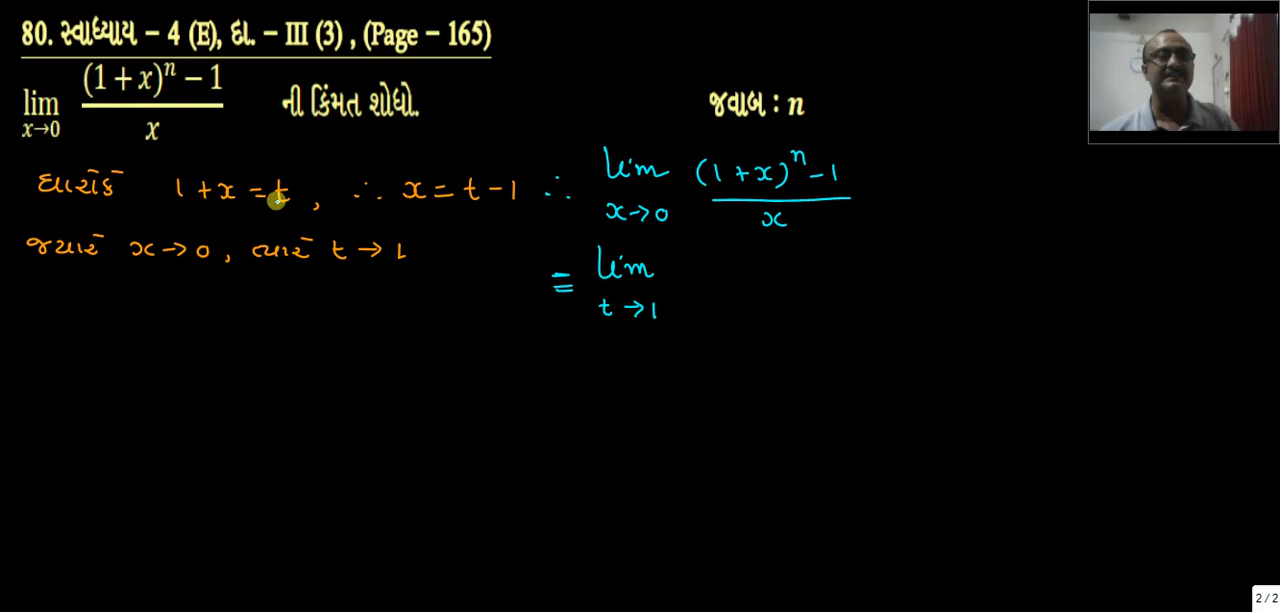 80. સ્વાધ્યાય – 4 (E), દા. – III (3) , (Page – 165)
lim x→0 ((1 + x)^n − 1)/x ની કિંમત શોધો.
જવાબ : n
ધારોકે 1 + x = t , ∴ x = t − 1
જ્યારે x → 0 , ત્યારે t → 1
∴ lim x→0 ((1 + x)^n − 1)/x
= lim t→1
2 / 2